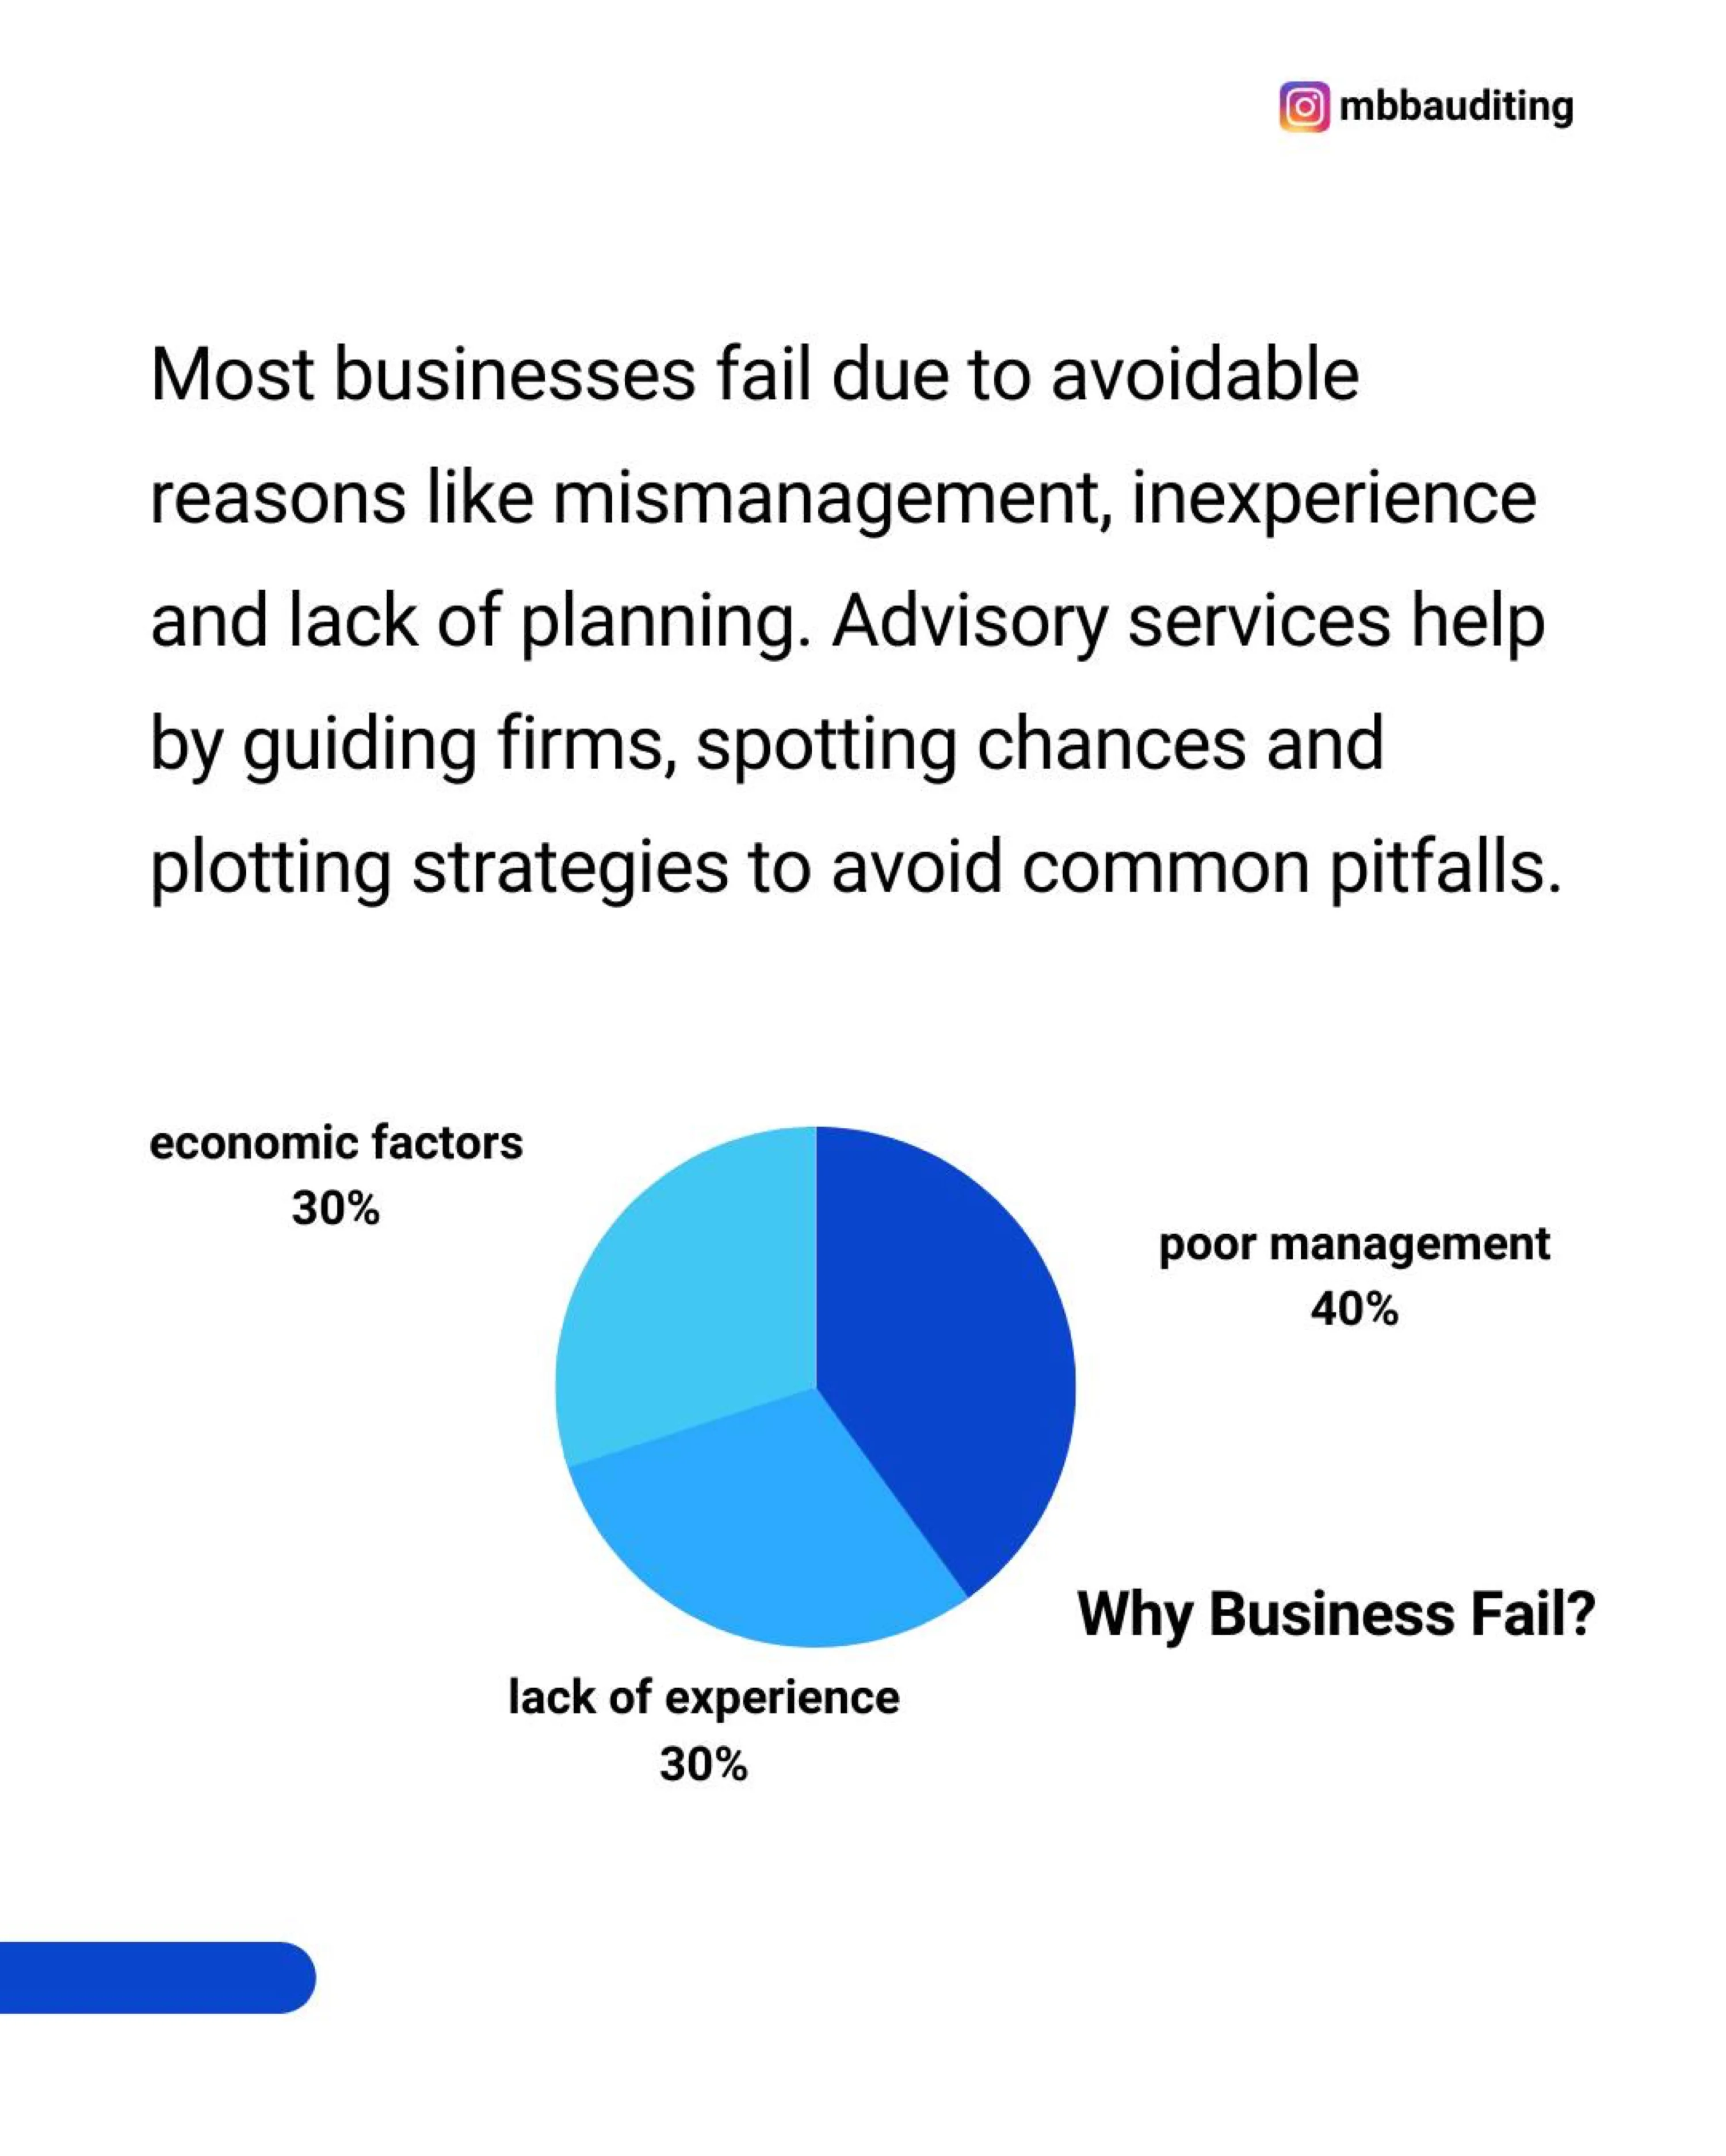 mbbauditing
Most businesses fail due to avoidable
reasons like mismanagement, inexperience
and lack of planning. Advisory services help
by guiding firms, spotting chances and
plotting strategies to avoid common pitfalls.
economic factors
30%
poor management
40%
Why Business Fail?
lack of experience
30%